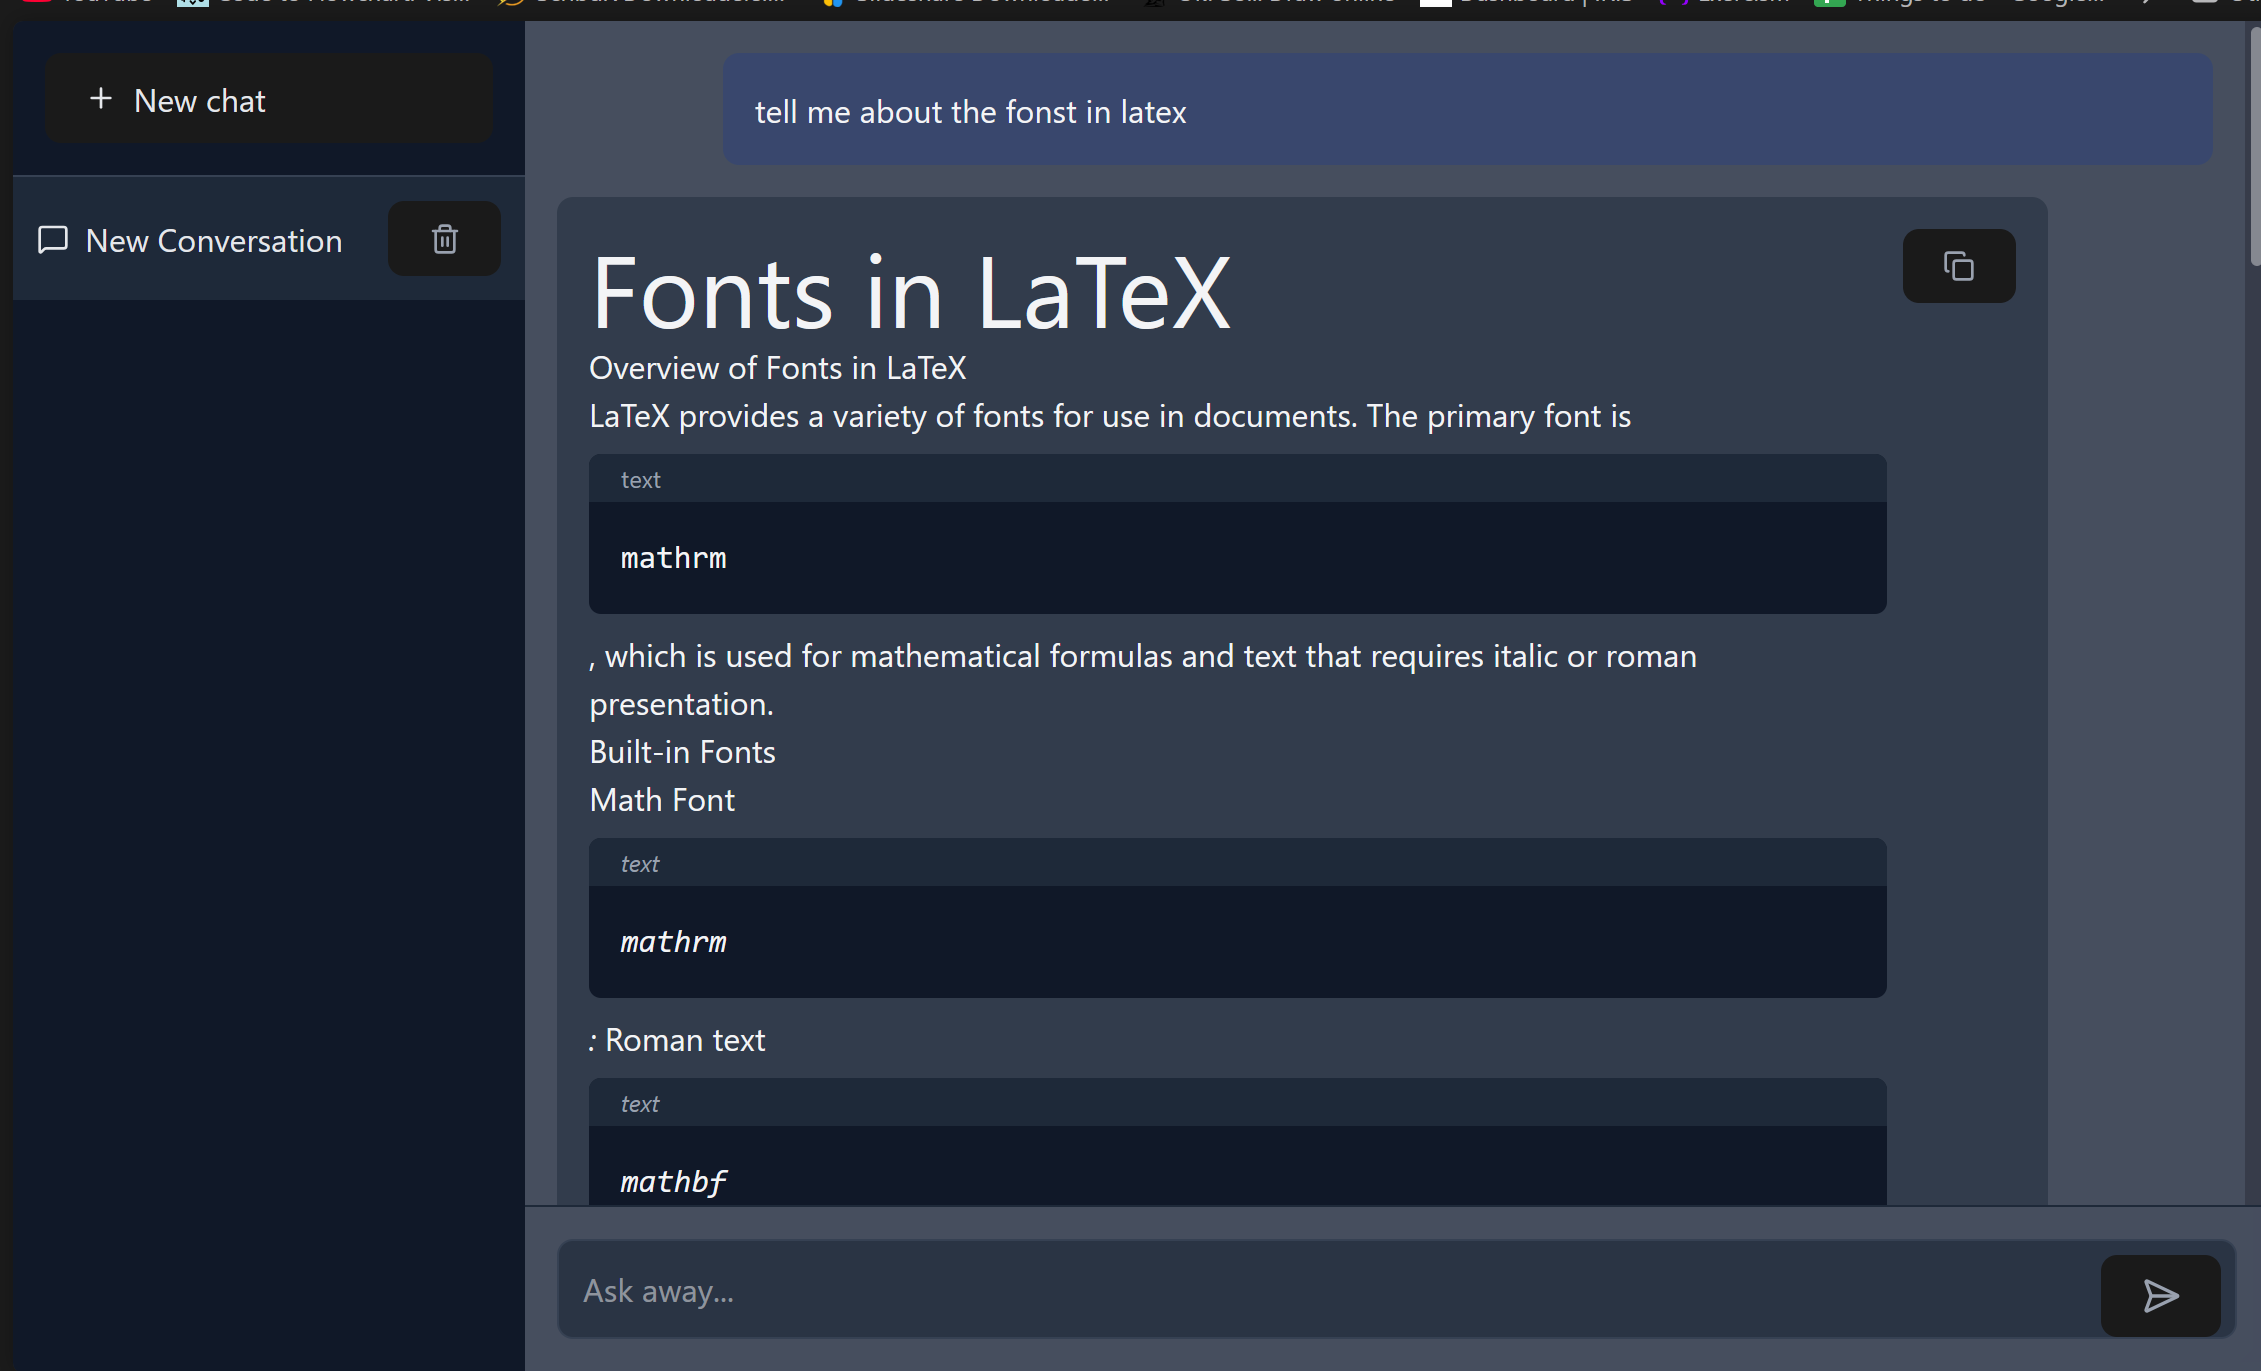 New chat
New Conversation
tell me about the fonst in latex
Fonts in LaTeX
Overview of Fonts in LaTeX
LaTeX provides a variety of fonts for use in documents. The primary font is
text
mathrm
, which is used for mathematical formulas and text that requires italic or roman
presentation.
Built-in Fonts
Math Font
text
mathrm
: Roman text
text
mathbf
Ask away...